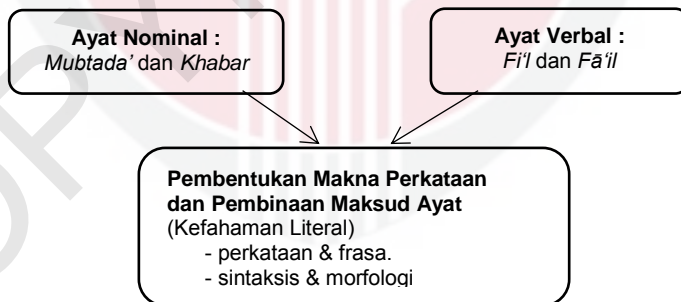 Ayat Nominal :
Mubtada’ dan Khabar
Ayat Verbal :
Fi‘l dan Fā‘il
Pembentukan Makna Perkataan
dan Pembinaan Maksud Ayat
(Kefahaman Literal)
- perkataan & frasa.
- sintaksis & morfologi